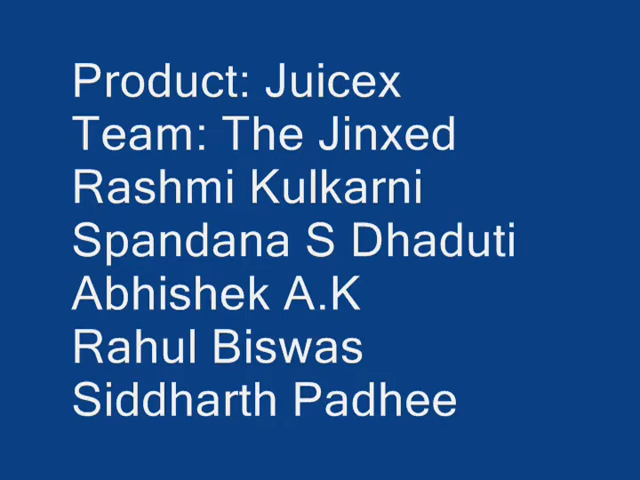 Product: Juicex
Team: The Jinxed
Rashmi Kulkarni
Spandana S Dhaduti
Abhishek A.K
Rahul Biswas
Siddharth Padhee